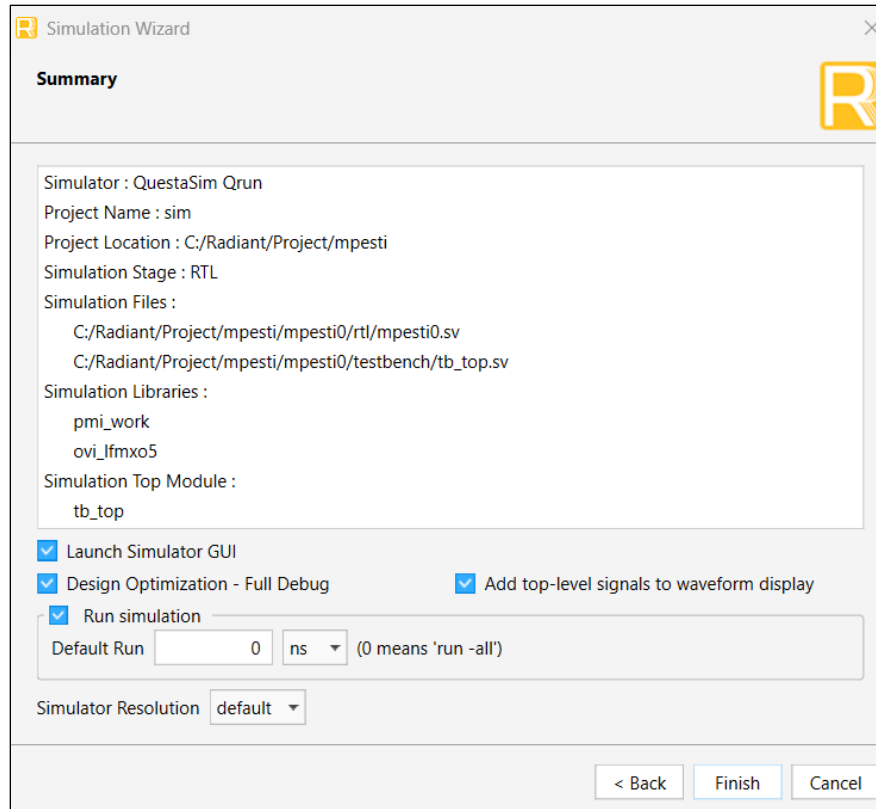 Simulation Wizard
Summary
Simulator : QuestaSim Qrun
Project Name : sim
Project Location : C:/Radiant/Project/mpesti
Simulation Stage : RTL
Simulation Files :
C:/Radiant/Project/mpesti/mpesti0/rtl/mpesti0.sv
C:/Radiant/Project/mpesti/mpesti0/testbench/tb_top.sv
Simulation Libraries :
pmi_work
ovi_lfmxo5
Simulation Top Module :
tb_top
Launch Simulator GUI
Design Optimization - Full Debug Add top-level signals to waveform display
Run simulation
Default Run 0 ns (0 means 'run -all')
Simulator Resolution default
< Back Finish Cancel